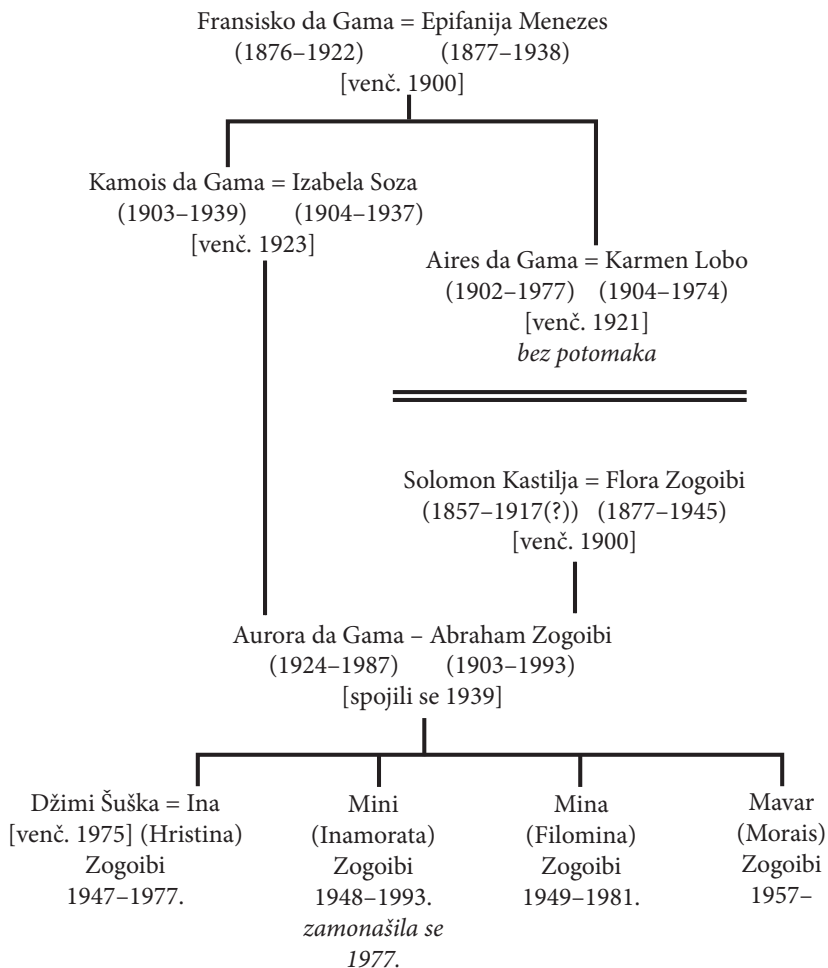 Fransisko da Gama = Epifanija Menezes
(1876–1922) (1877–1938)
[venč. 1900]
Kamois da Gama = Izabela Soza
(1903–1939) (1904–1937)
[venč. 1923]
Aires da Gama = Karmen Lobo
(1902–1977) (1904–1974)
[venč. 1921]
bez potomaka
Solomon Kastilja = Flora Zogoibi
(1857–1917(?)) (1877–1945)
[venč. 1900]
Aurora da Gama – Abraham Zogoibi
(1924–1987) (1903–1993)
[spojili se 1939]
Džimi Šuška = Ina
[venč. 1975] (Hristina)
Zogoibi
1947–1977.
Mini
(Inamorata)
Zogoibi
1948–1993.
zamonašila se
1977.
Mina
(Filomina)
Zogoibi
1949–1981.
Mavar
(Morais)
Zogoibi
1957–